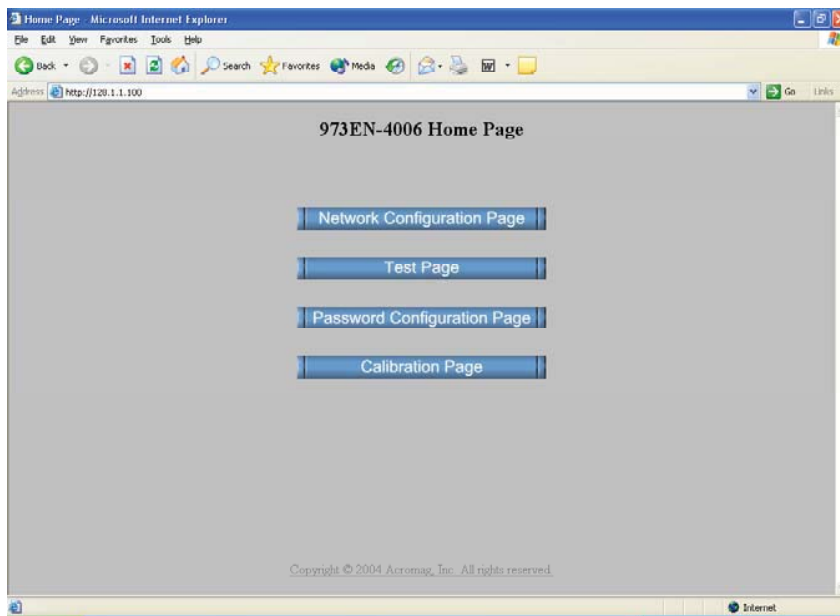 Home Page - Microsoft Internet Explorer
File Edit View Favorites Tools Help
Back Search Favorites Media
Address http://128.1.1.100 Go Links
973EN-4006 Home Page
Network Configuration Page
Test Page
Password Configuration Page
Calibration Page
Copyright © 2004 Acromag, Inc. All rights reserved.
Internet